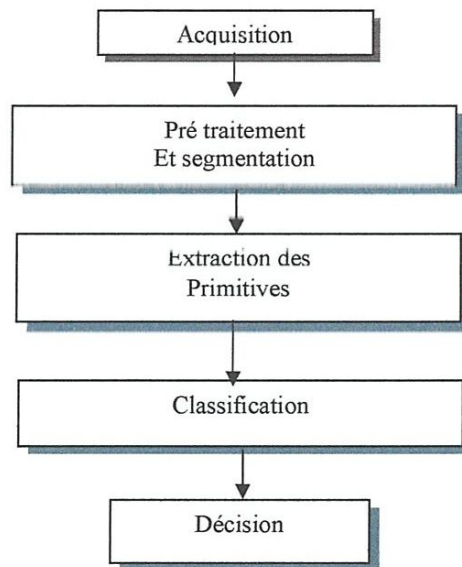 Acquisition
Pré traitement
Et segmentation
Extraction des
Primitives
Classification
Décision